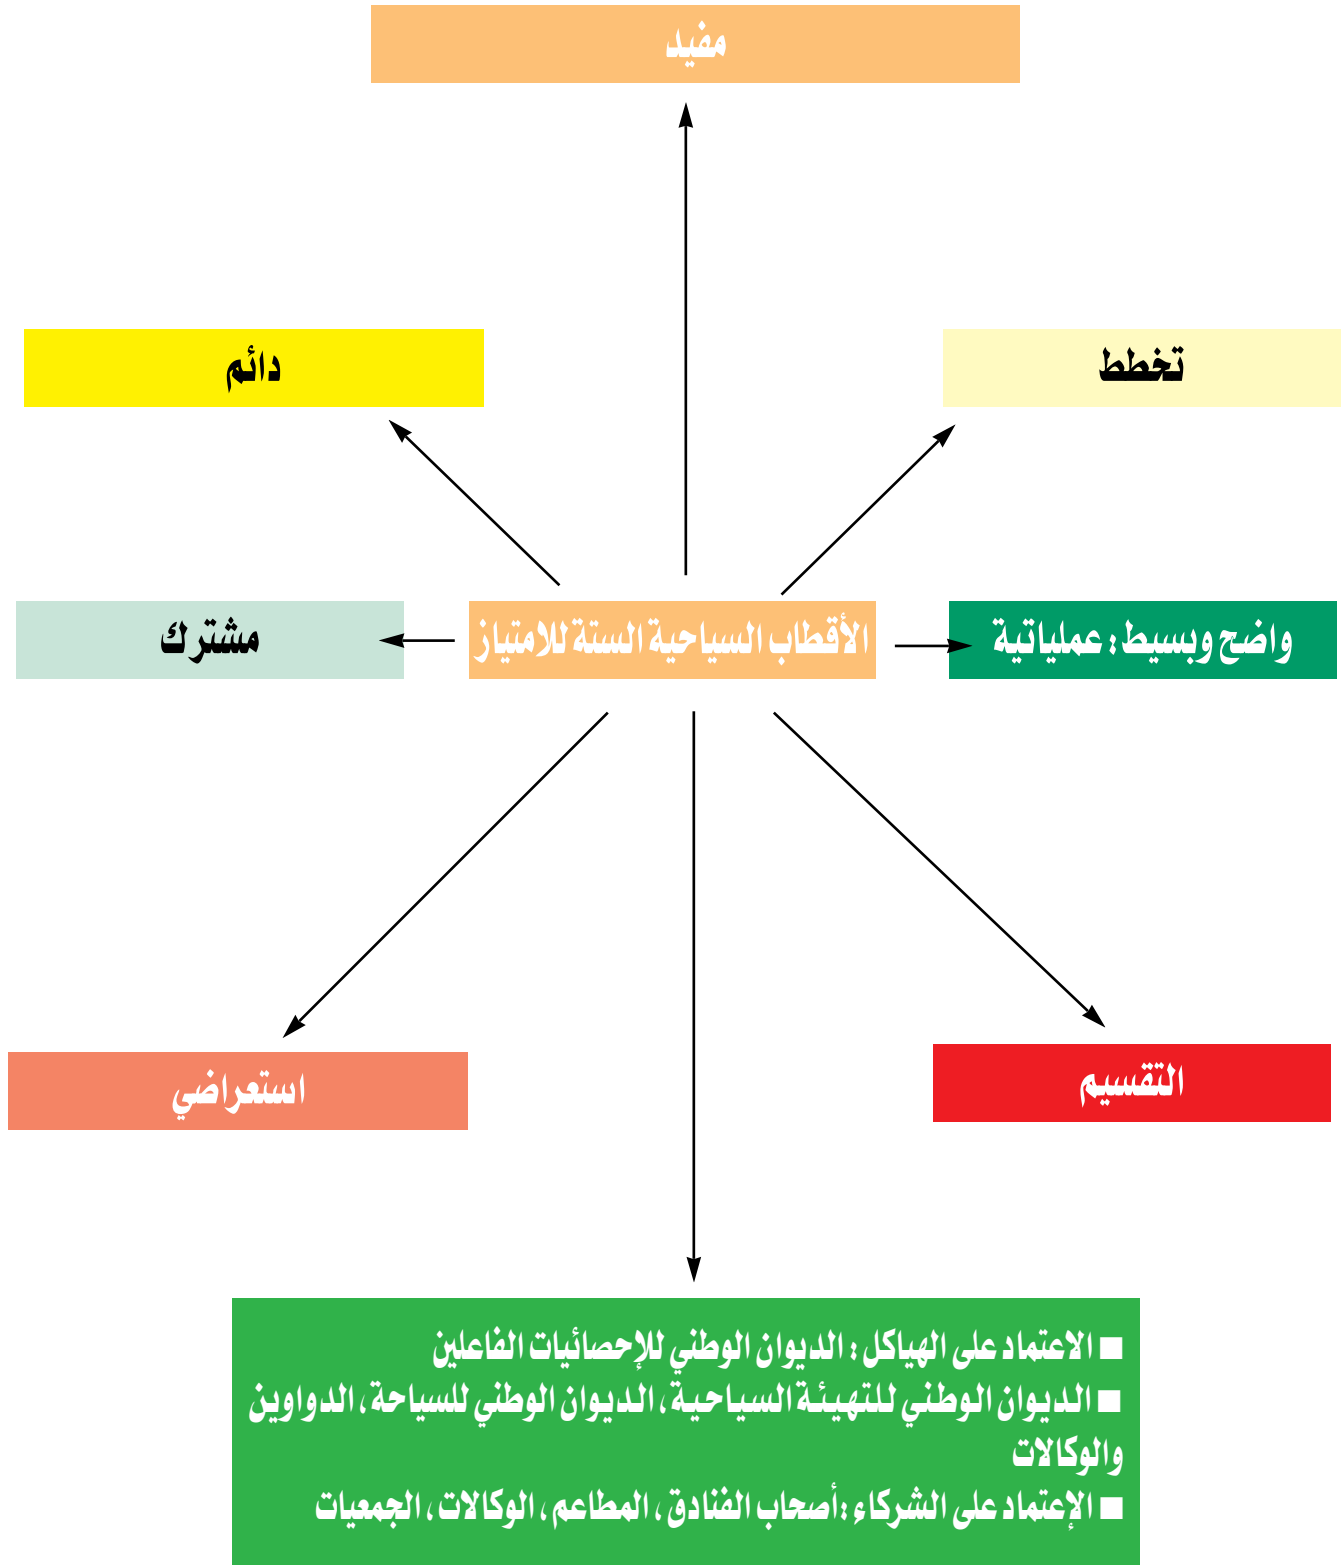 مفيد
تخطط
دائم
واضح وبسيط : عملياتية
الأقطاب السياحية الستة للامتياز
مشترك
التقسيم
استعراضي
■ الاعتماد على الهياكل : الديوان الوطني للإحصائيات الفاعلين
■ الديوان الوطني للتهيئة السياحية ، الديوان الوطني للسياحة ، الدواوين
والوكالات
■ الإعتماد على الشركاء :أصحاب الفنادق ، المطاعم ، الوكالات ، الجمعيات